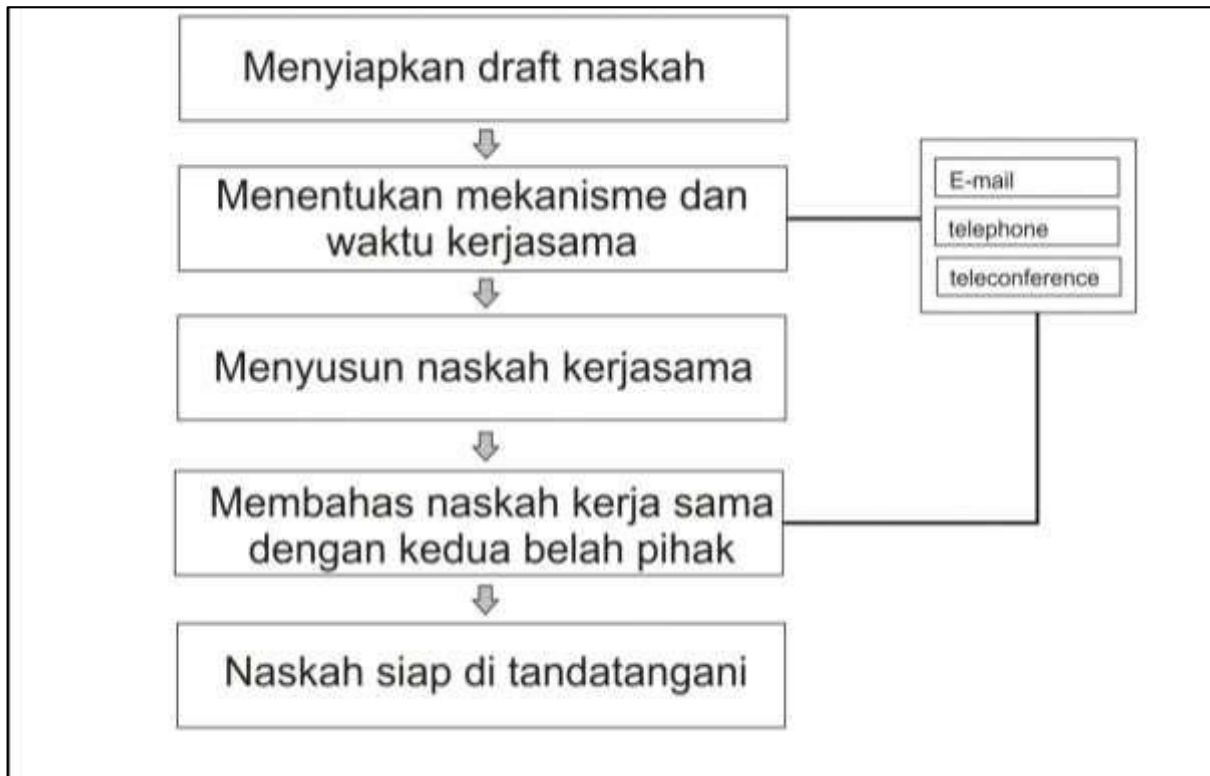 Menyiapkan draft naskah
Menentukan mekanisme dan
waktu kerjasama
E-mail
telephone
teleconference
Menyusun naskah kerjasama
Membahas naskah kerja sama
dengan kedua belah pihak
Naskah siap di tandatangani